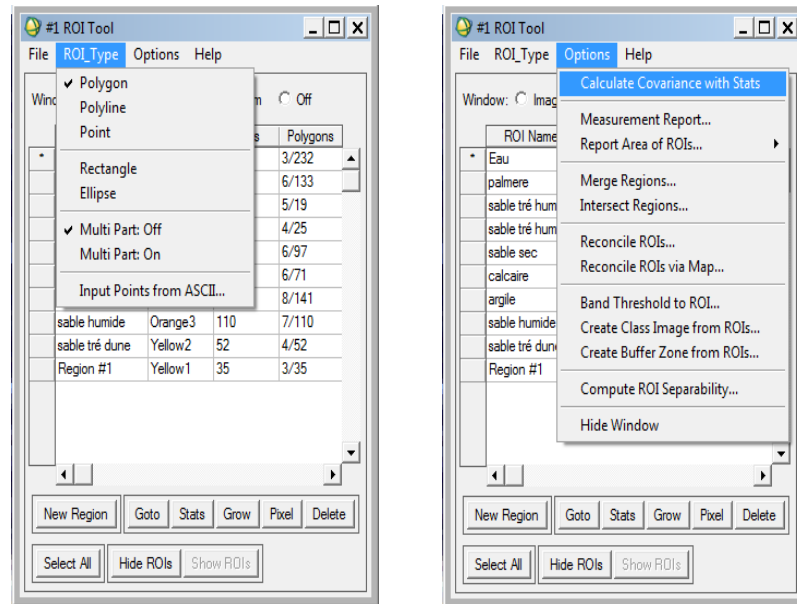 #1 ROI Tool
File ROI_Type Options Help
Polygon
Polyline
Point
Rectangle
Ellipse
Multi Part: Off
Multi Part: On
Input Points from ASCII...
Off
Polygons
* 3/232
6/133
5/19
4/25
6/97
6/71
8/141
sable humide Orange3 110 7/110
sable tré dune Yellow2 52 4/52
Region #1 Yellow1 35 3/35
New Region Goto Stats Grow Pixel Delete
Select All Hide ROIs Show ROIs
#1 ROI Tool
File ROI_Type Options Help
Calculate Covariance with Stats
Measurement Report...
Report Area of ROIs...
Merge Regions...
Intersect Regions...
Reconcile ROIs...
Reconcile ROIs via Map...
Band Threshold to ROI...
Create Class Image from ROIs...
Create Buffer Zone from ROIs...
Compute ROI Separability...
Hide Window
Window: Imag
ROI Name
* Eau
palmere
sable tré hum
sable tré hum
sable sec
calcaire
argile
sable humide
sable tré dun
Region #1
New Region Goto Stats Grow Pixel Delete
Select All Hide ROIs Show ROIs